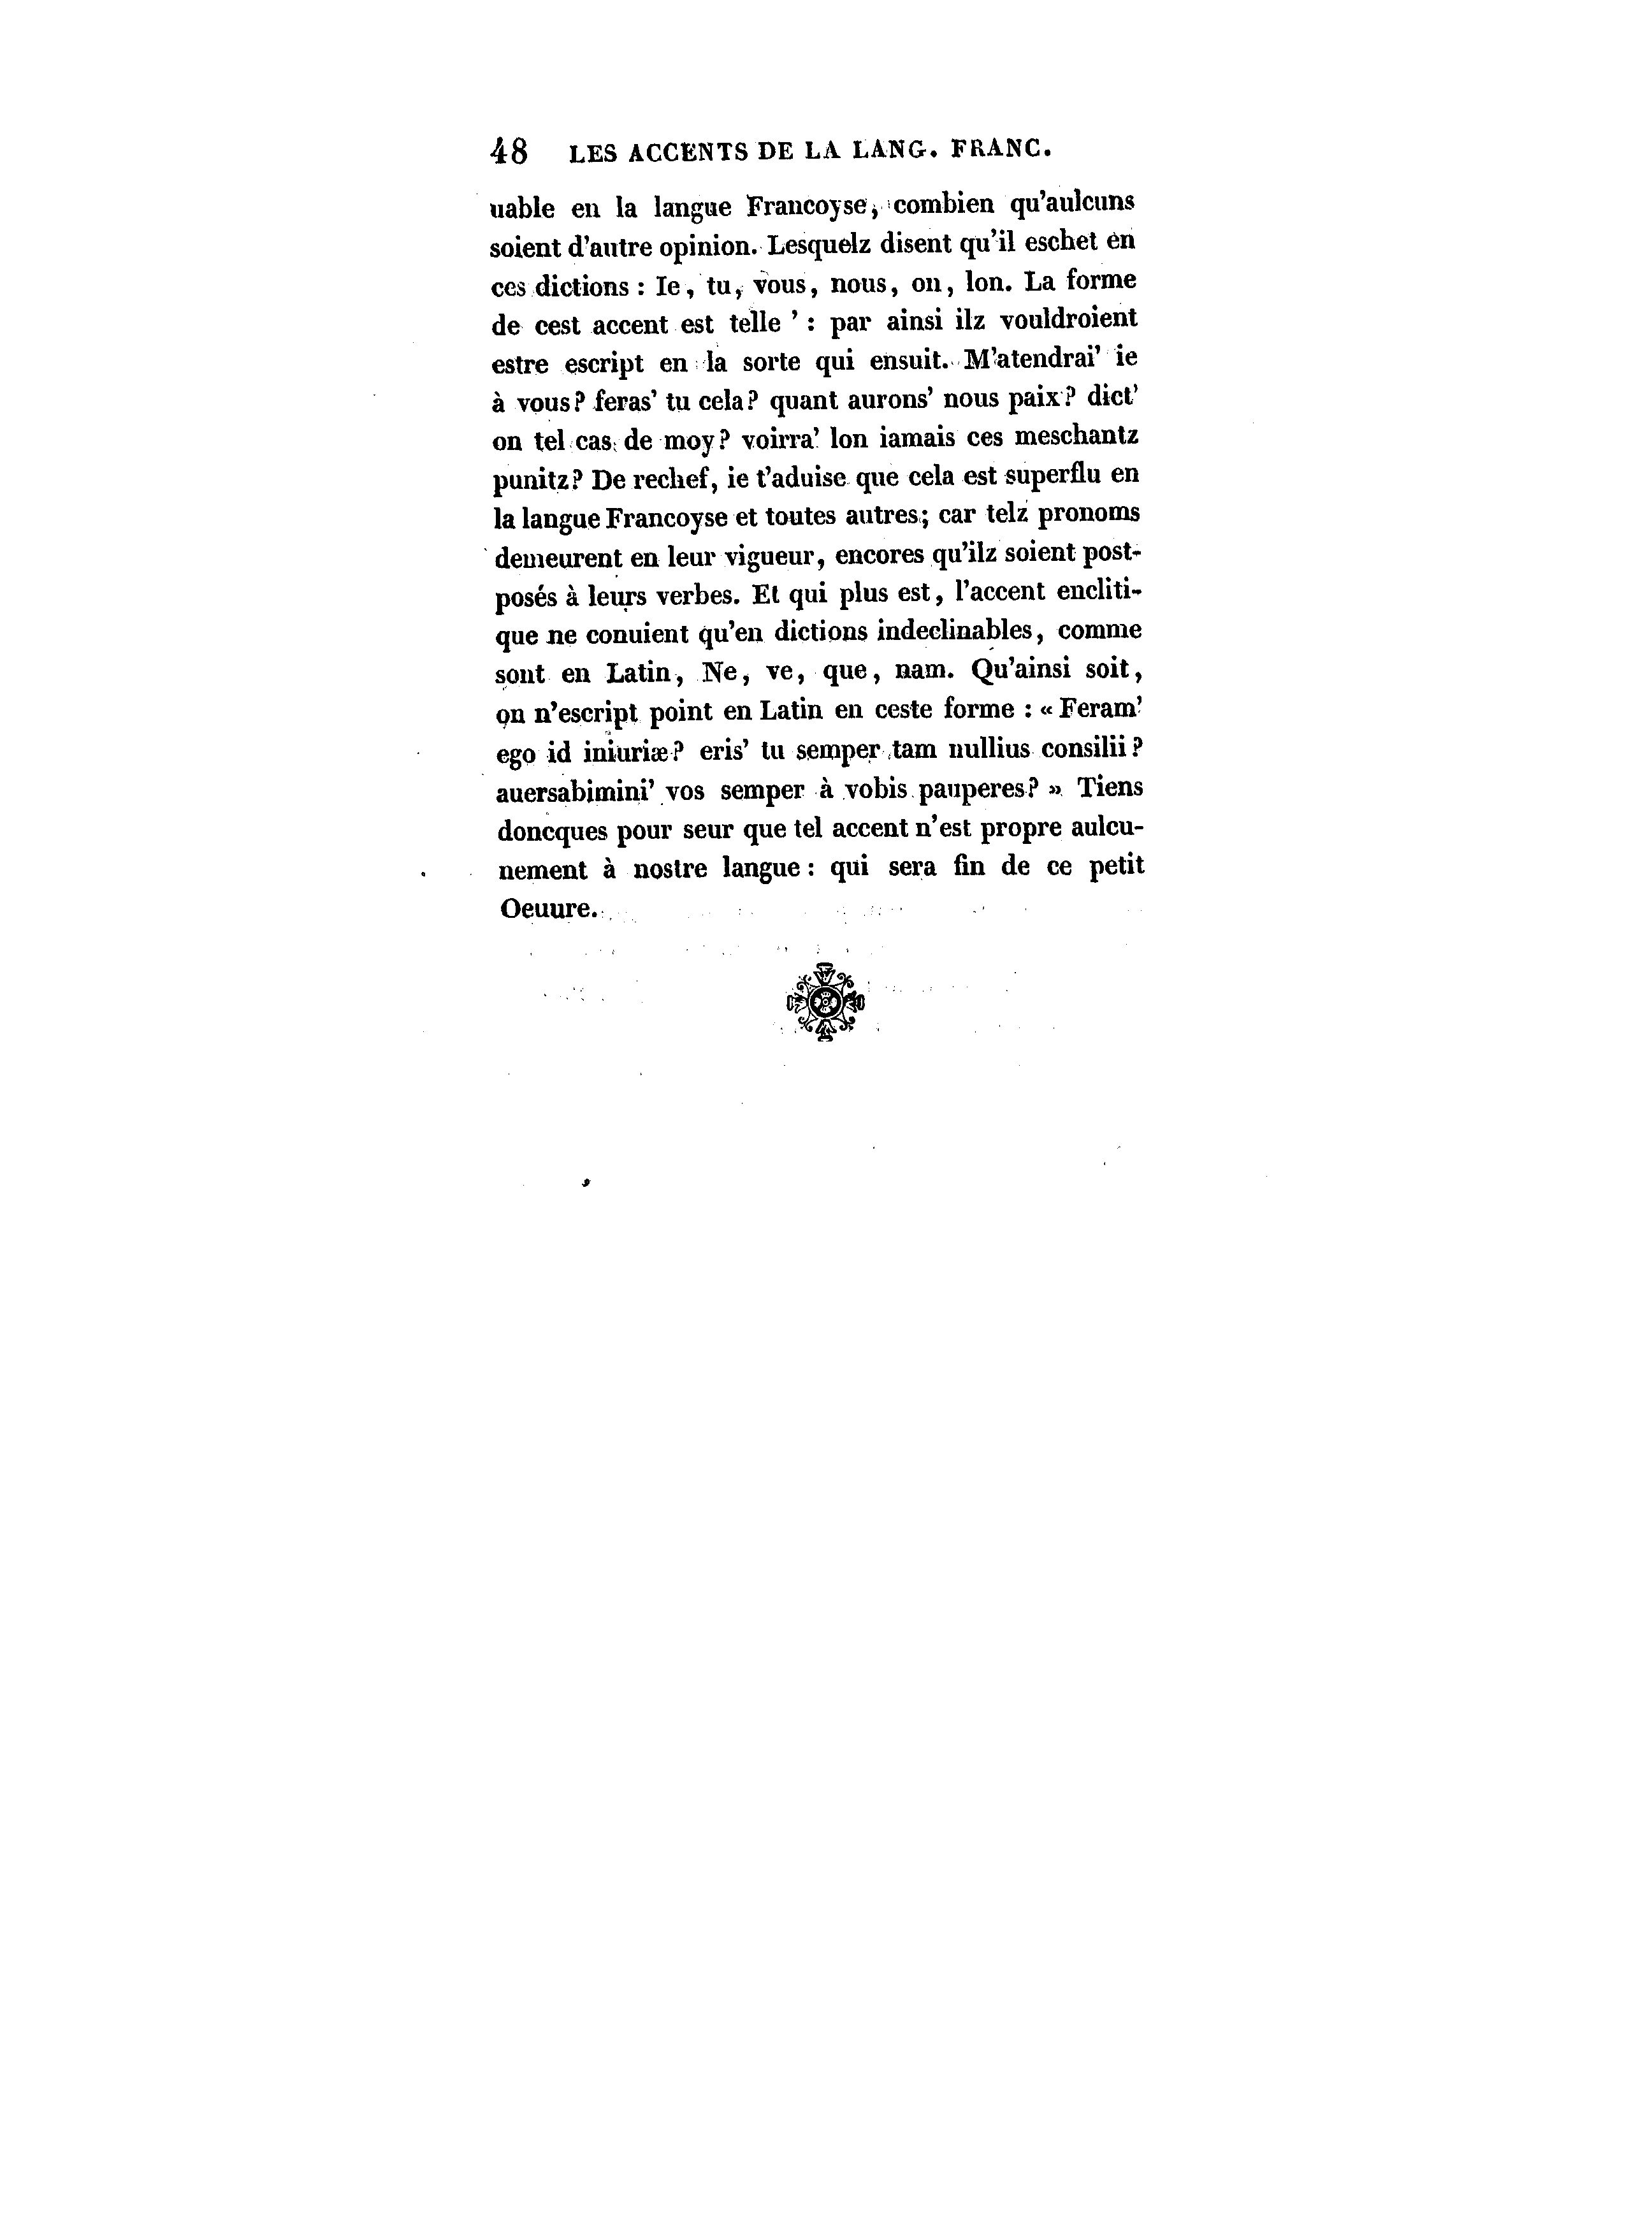 48 LES ACCENTS DE LA LANG. FRANC.
uable en la langue Francoyse, combien qu'aulcuns
soient d'autre opinion. Lesquelz disent qu'il eschet en
ces dictions : Ie, tu, vous, nous, on, lon. La forme
de cest accent est telle ' : par ainsi ilz vouldroient
estre escript en la sorte qui ensuit. M'atendrai' ie
à vous? feras' tu cela? quant aurons' nous paix? dict'
on tel cas de moy? voirra' lon iamais ces meschantz
punitz? De rechef, ie t'aduise que cela est superflu en
la langue Francoyse et toutes autres; car telz pronoms
demeurent en leur vigueur, encores qu'ilz soient post-
posés à leurs verbes. Et qui plus est, l'accent encliti-
que ne conuient qu'en dictions indeclinables, comme
sont en Latin, Ne, ve, que, nam. Qu'ainsi soit,
on n'escript point en Latin en ceste forme : « Feram'
ego id iniuriæ? eris' tu semper tam nullius consilii?
auersabimini' vos semper à vobis pauperes? » Tiens
doncques pour seur que tel accent n'est propre aulcu-
nement à nostre langue : qui sera fin de ce petit
Oeuure.